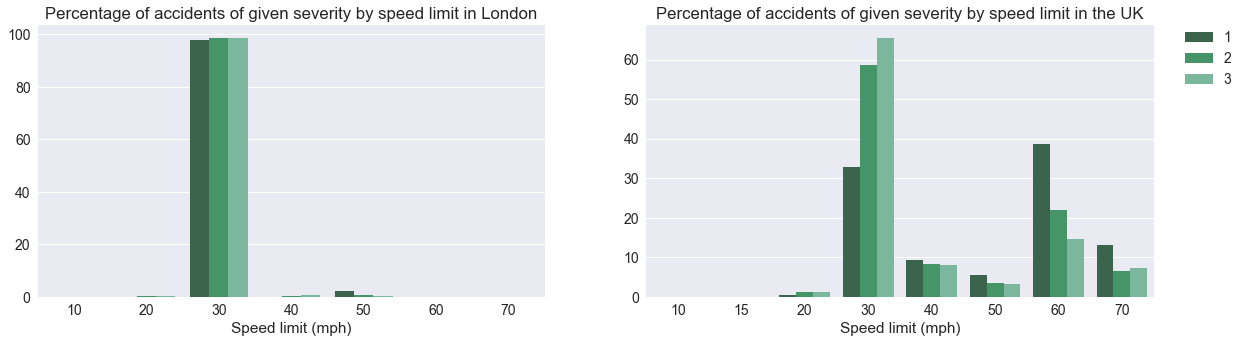 Percentage of accidents of given severity by speed limit in London
100
80
60
40
20
0
10 20 30 40 50 60 70
Speed limit (mph)
Percentage of accidents of given severity by speed limit in the UK
60
50
40
30
20
10
0
10 15 20 30 40 50 60 70
Speed limit (mph)
1
2
3